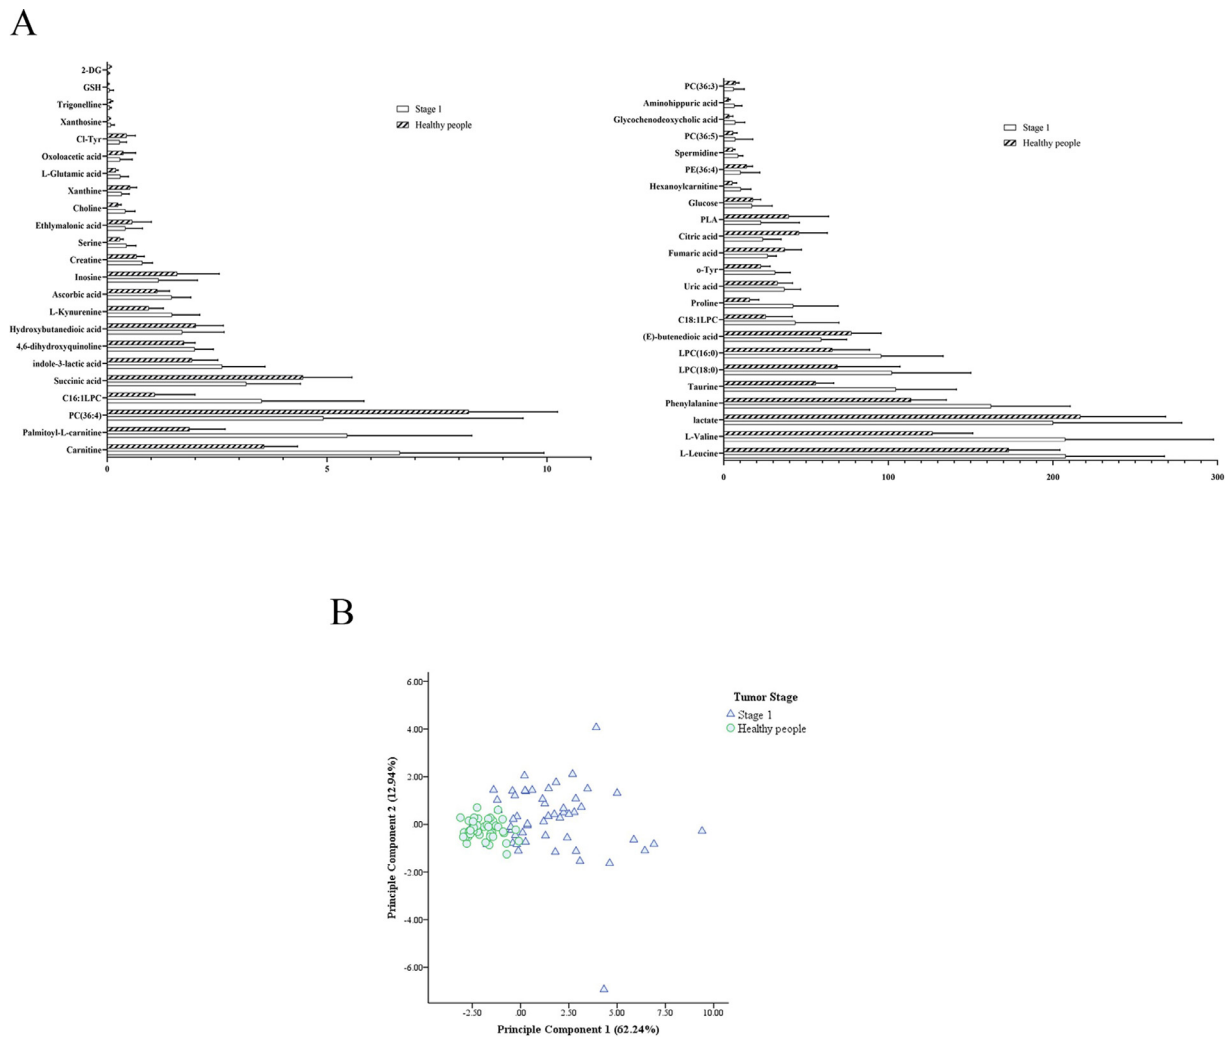 A
2-DG
GSH
Trigonelline
Xanthosine
Cl-Tyr
Oxoloacetic acid
L-Glutamic acid
Xanthine
Choline
Ethlymalonic acid
Serine
Creatine
Inosine
Ascorbic acid
L-Kynurenine
Hydroxybutanedioic acid
4,6-dihydroxyquinoline
indole-3-lactic acid
Succinic acid
C16:1LPC
PC(36:4)
Palmitoyl-L-carnitine
Carnitine
0 5 10
Stage 1
Healthy people
PC(36:3)
Aminohippuric acid
Glycochenodeoxycholic acid
PC(36:5)
Spermidine
PE(36:4)
Hexanoylcarnitine
Glucose
PLA
Citric acid
Fumaric acid
o-Tyr
Uric acid
Proline
C18:1LPC
(E)-butenedioic acid
LPC(16:0)
LPC(18:0)
Taurine
Phenylalanine
lactate
L-Valine
L-Leucine
0 100 200 300
Stage 1
Healthy people
B
Principle Component 2 (12.94%)
6.00
4.00
2.00
.00
-2.00
-4.00
-6.00
-2.50 .00 2.50 5.00 7.50 10.00
Principle Component 1 (62.24%)
Tumor Stage
Stage 1
Healthy people